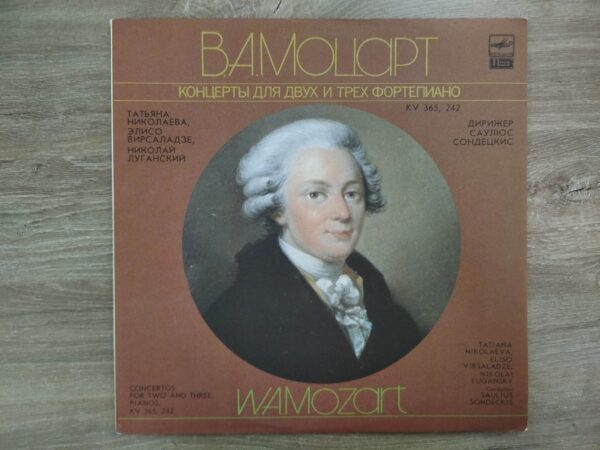 В.А.МОЦАРТ
КОНЦЕРТЫ ДЛЯ ДВУХ И ТРЕХ ФОРТЕПИАНО
KV 365, 242
ТАТЬЯНА
НИКОЛАЕВА,
ЭЛИСО
ВИРСАЛАДЗЕ,
НИКОЛАЙ
ЛУГАНСКИЙ
ДИРИЖЕР
САУЛЮС
СОНДЕЦКИС
TATIANA
NIKOLAEVA,
ELISO
VIRSALADZE,
NIKOLAI
LUGANSKY
Conductor
SAULIUS
SONDECKIS
CONCERTOS
FOR TWO AND THREE
PIANOS,
KV 365, 242
W.A.Mozart